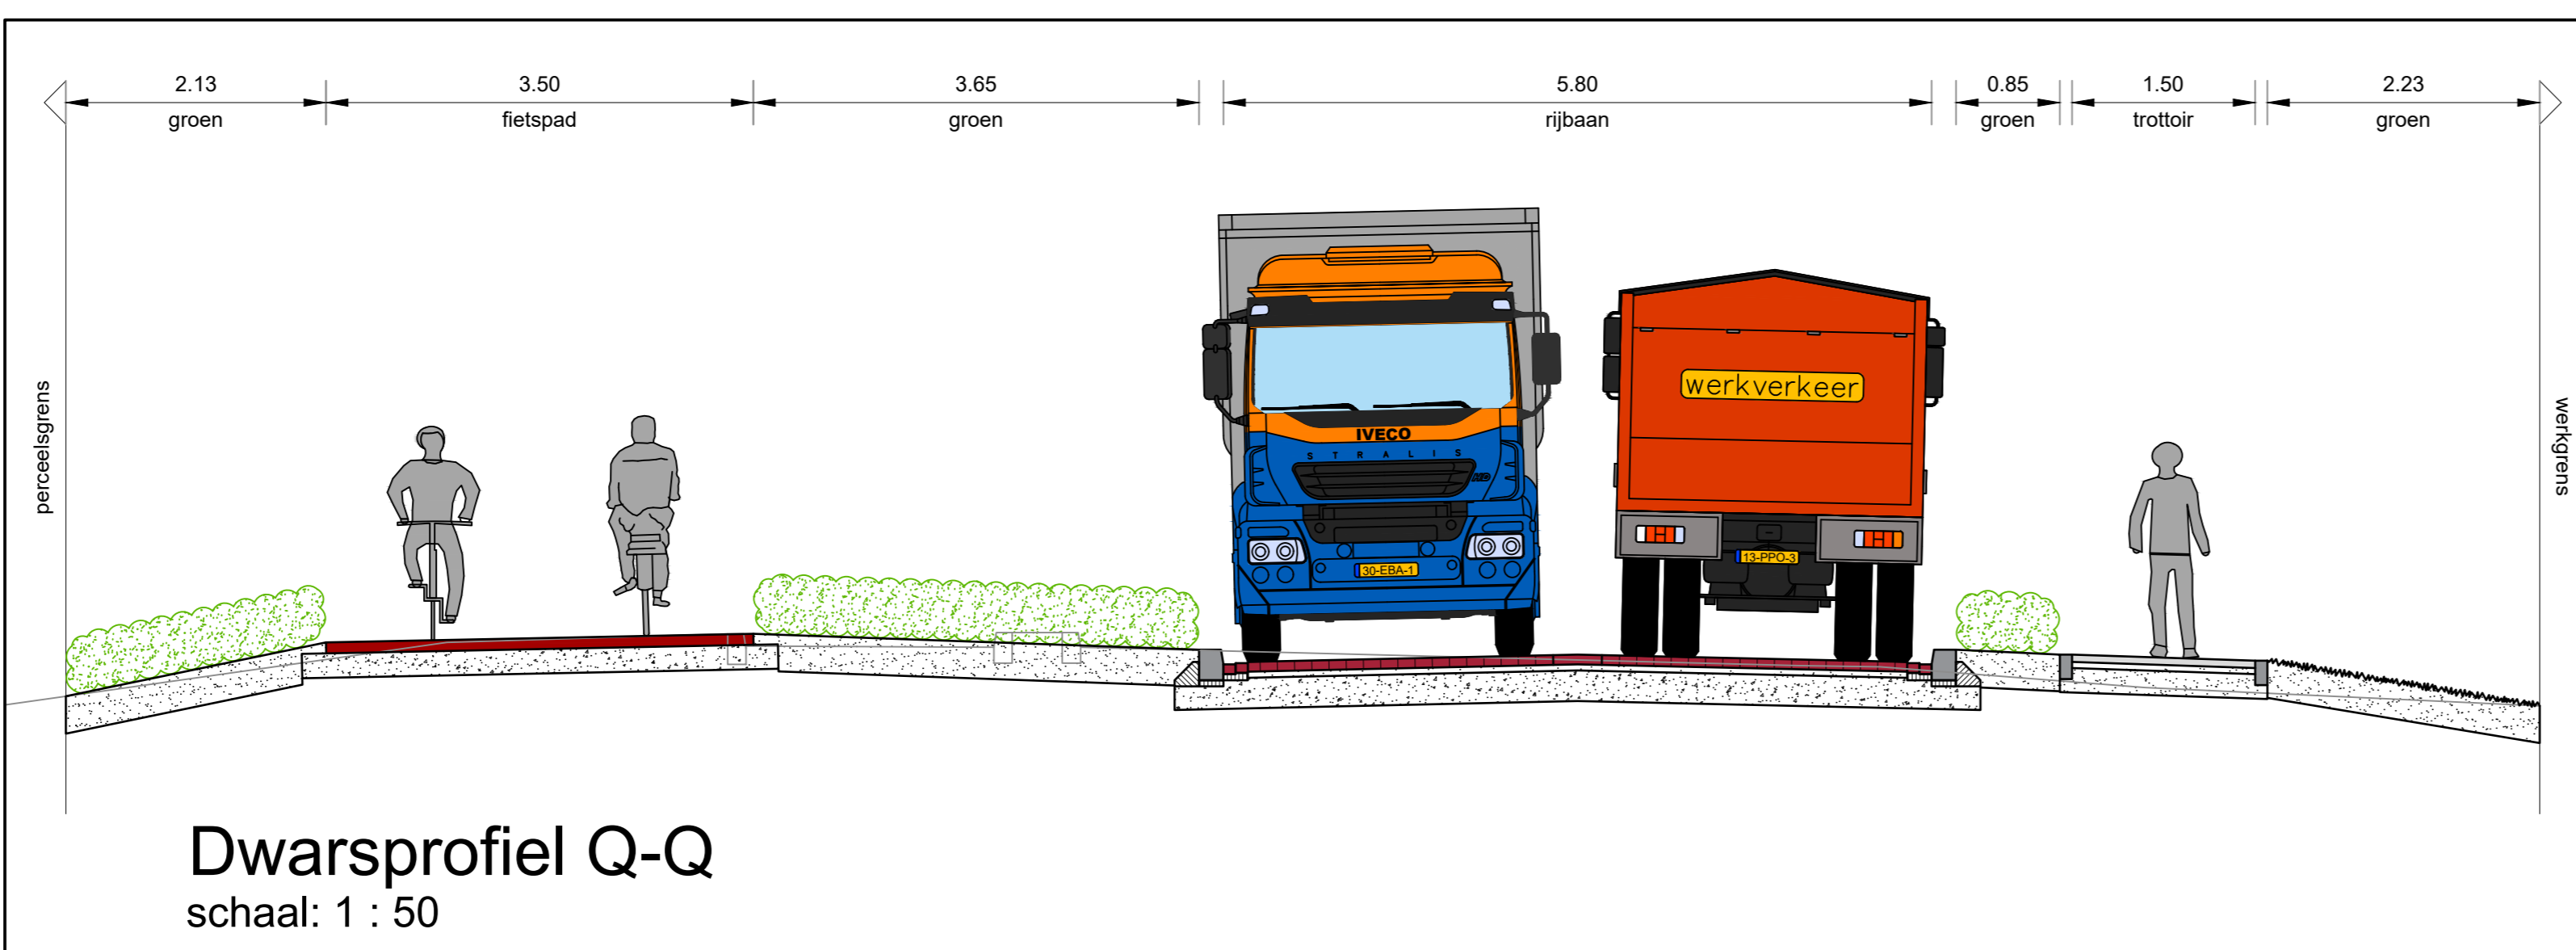 2.13 3.50 3.65 5.80 0.85 1.50 2.23
groen fietspad groen rijbaan groen trottoir groen
perceelsgrens
werkgrens
werkverkeer
IVECO
STRALIS
HD
30-EBA-1
13-PPO-3
Dwarsprofiel Q-Q
schaal: 1 : 50